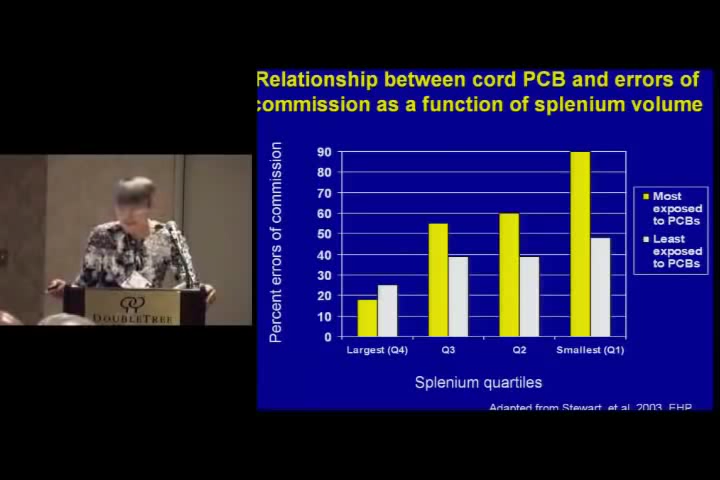 Relationship between cord PCB and errors of
commission as a function of splenium volume
Percent errors of commission
90
80
70
60
50
40
30
20
10
0
Largest (Q4) Q3 Q2 Smallest (Q1)
Splenium quartiles
Most
exposed
to PCBs
Least
exposed
to PCBs
Adapted from Stewart, et al, 2003, EHP
DOUBLETREE